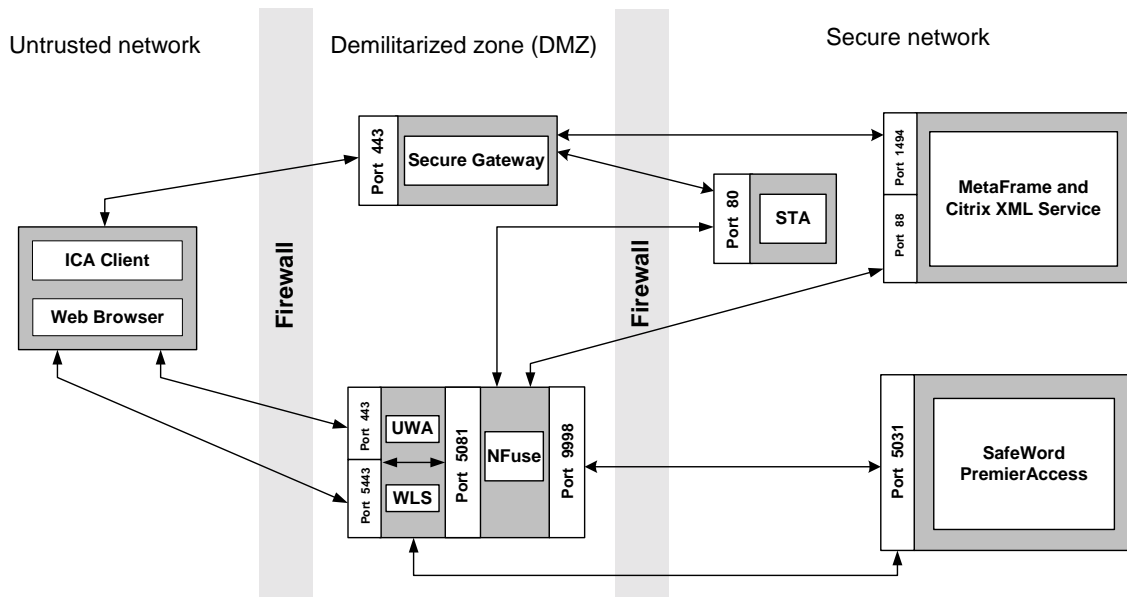 Untrusted network
Demilitarized zone (DMZ)
Secure network
Firewall
Firewall
Port 443
Secure Gateway
Port 80
STA
Port 1494
Port 88
MetaFrame and
Citrix XML Service
ICA Client
Web Browser
Port 443
Port 5443
UWA
WLS
Port 5081
NFuse
Port 9998
Port 5031
SafeWord
PremierAccess